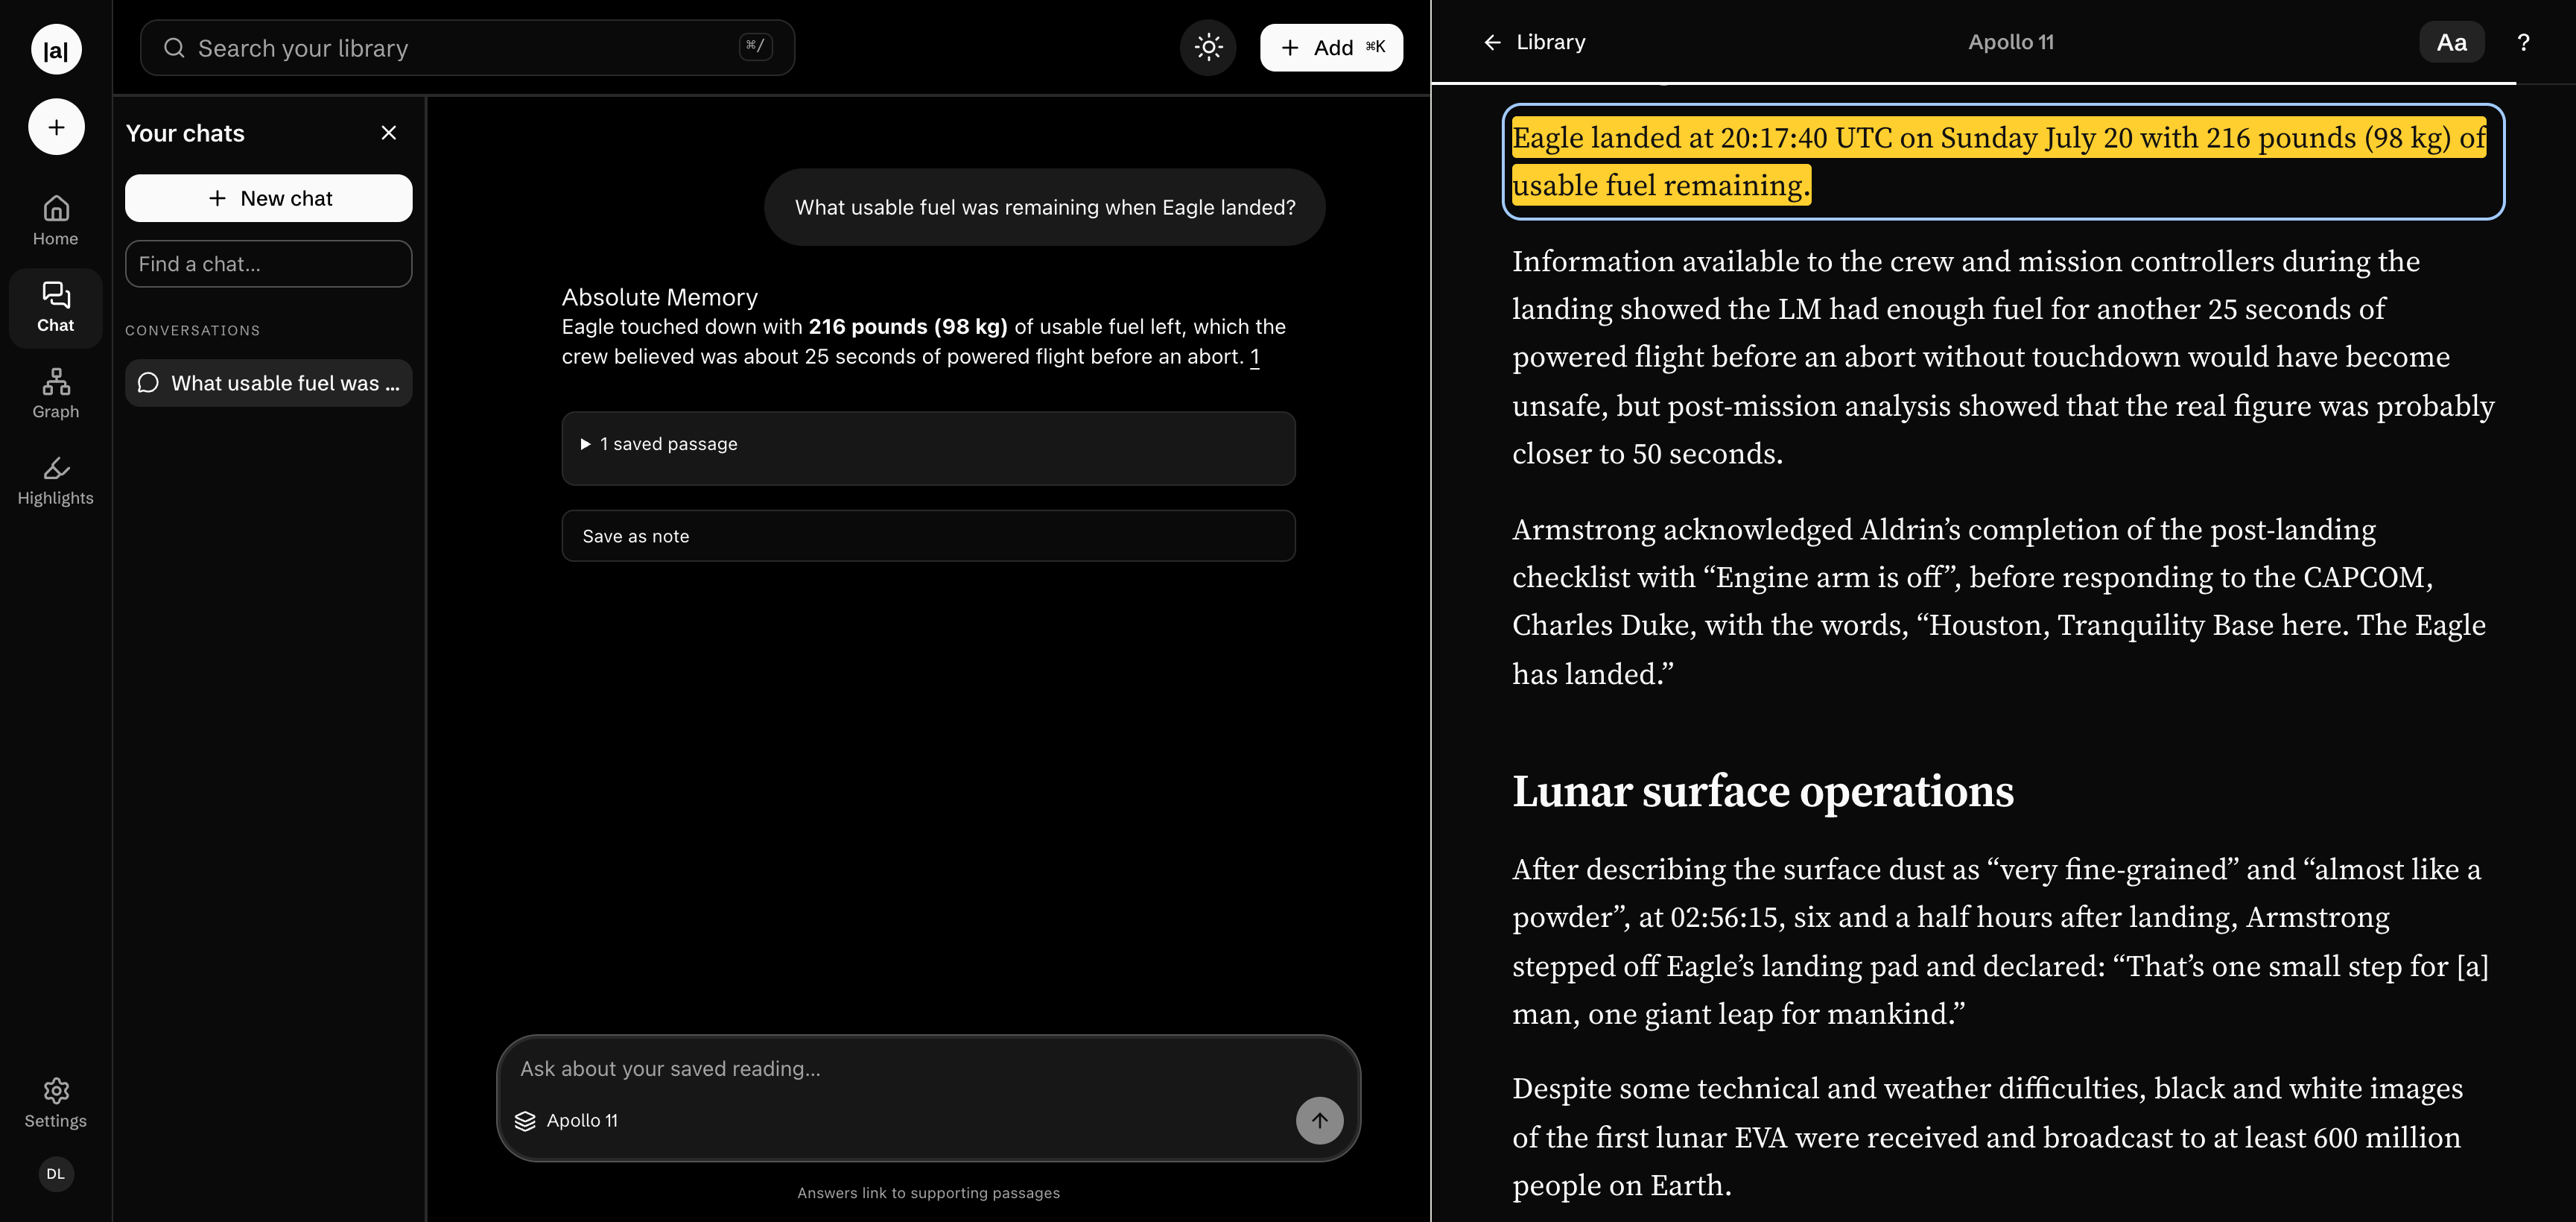 |a|
Home
Chat
Graph
Highlights
Settings
DL
Search your library
⌘/
+ Add ⌘K
Your chats
+ New chat
Find a chat...
CONVERSATIONS
What usable fuel was ...
What usable fuel was remaining when Eagle landed?
Absolute Memory
Eagle touched down with 216 pounds (98 kg) of usable fuel left, which the
crew believed was about 25 seconds of powered flight before an abort. 1
1 saved passage
Save as note
Ask about your saved reading...
Apollo 11
Answers link to supporting passages
← Library
Apollo 11
Aa
?
Eagle landed at 20:17:40 UTC on Sunday July 20 with 216 pounds (98 kg) of
usable fuel remaining.
Information available to the crew and mission controllers during the
landing showed the LM had enough fuel for another 25 seconds of
powered flight before an abort without touchdown would have become
unsafe, but post-mission analysis showed that the real figure was probably
closer to 50 seconds.
Armstrong acknowledged Aldrin’s completion of the post-landing
checklist with “Engine arm is off”, before responding to the CAPCOM,
Charles Duke, with the words, “Houston, Tranquility Base here. The Eagle
has landed.”
Lunar surface operations
After describing the surface dust as “very fine-grained” and “almost like a
powder”, at 02:56:15, six and a half hours after landing, Armstrong
stepped off Eagle’s landing pad and declared: “That’s one small step for [a]
man, one giant leap for mankind.”
Despite some technical and weather difficulties, black and white images
of the first lunar EVA were received and broadcast to at least 600 million
people on Earth.